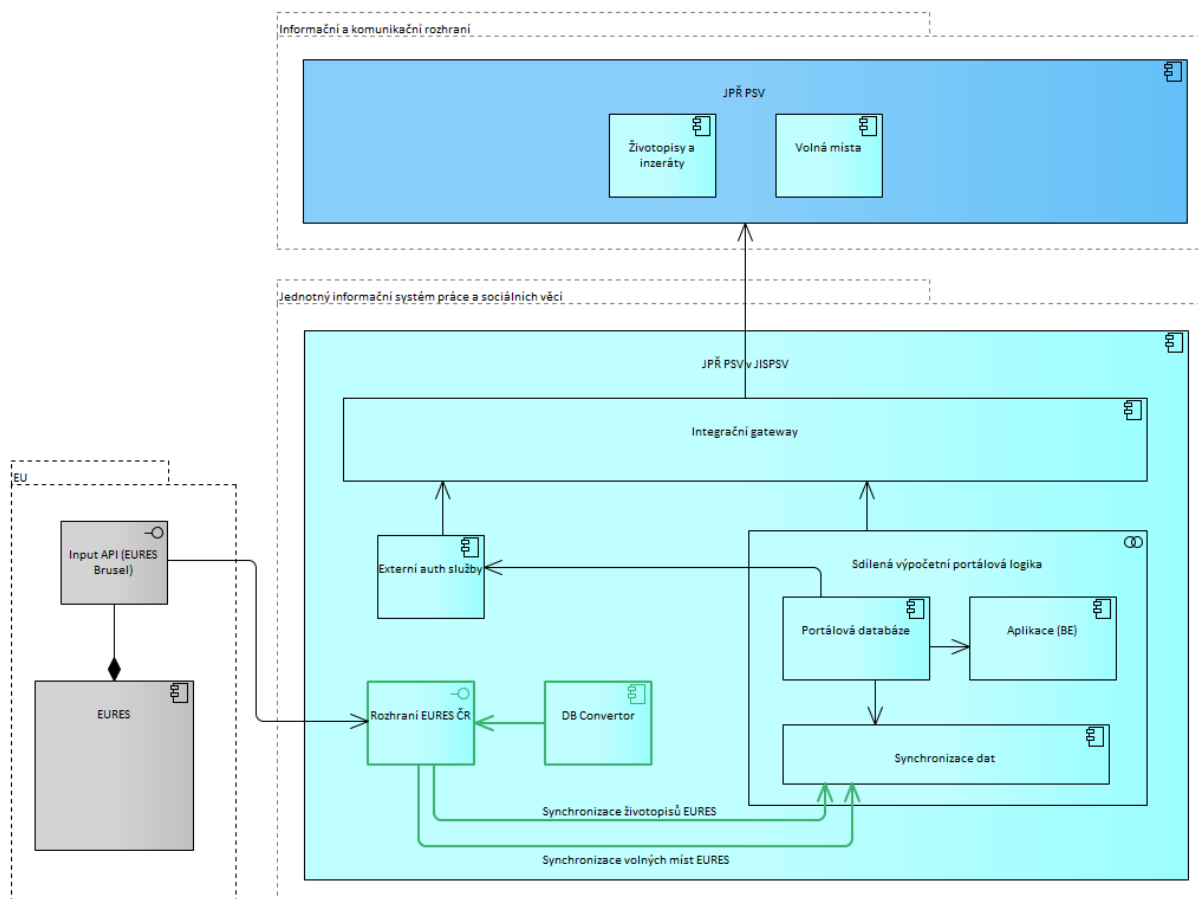 Informační a komunikační rozhraní
JPŘ PSV
Životopisy a
inzeráty
Volná místa
Jednotný informační systém práce a sociálních věcí
JPŘ PSV v JISPSV
Integrační gateway
EU
Input API (EURES
Brusel)
Externí auth služby
Sdílená výpočetní portálová logika
Portálová databáze
Aplikace (BE)
EURES
Rozhraní EURES ČR
DB Convertor
Synchronizace dat
Synchronizace životopisů EURES
Synchronizace volných míst EURES